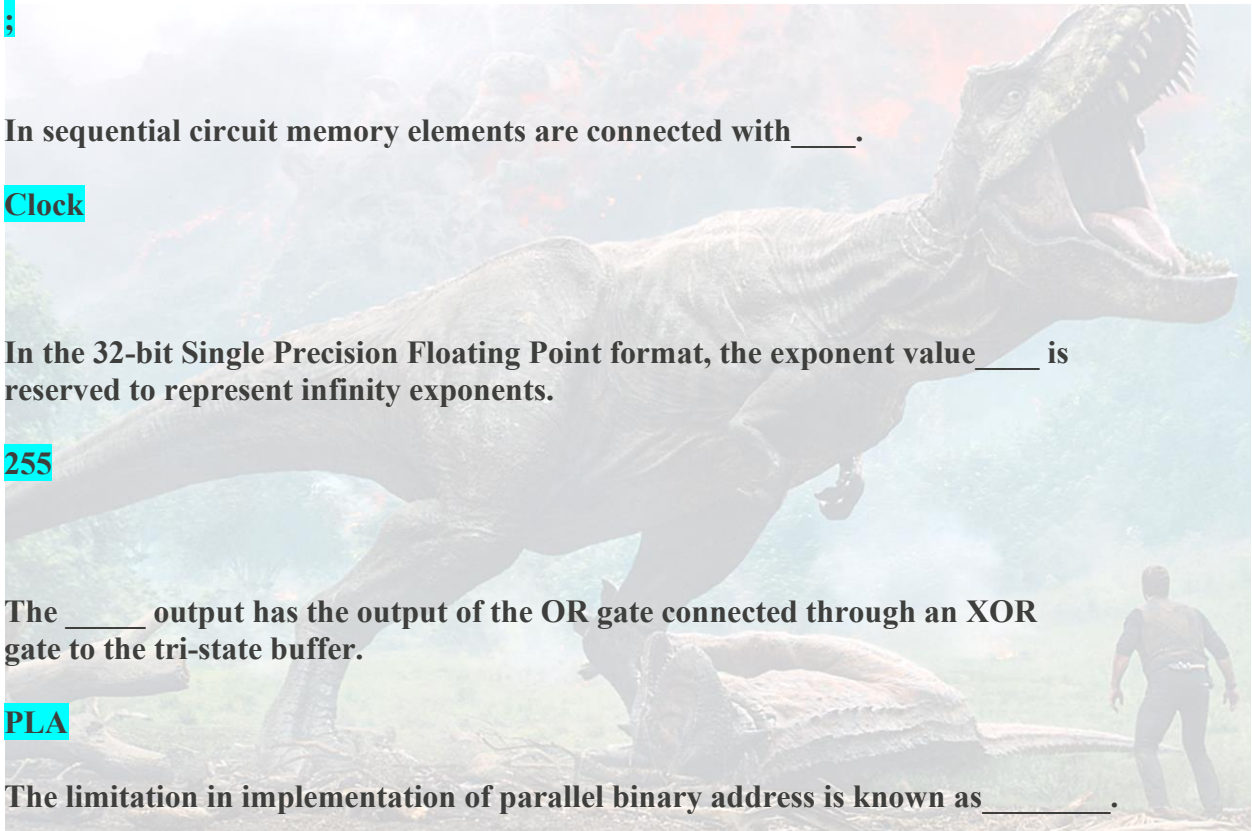 ;
In sequential circuit memory elements are connected with____.
Clock
In the 32-bit Single Precision Floating Point format, the exponent value____ is
reserved to represent infinity exponents.
255
The _____ output has the output of the OR gate connected through an XOR
gate to the tri-state buffer.
PLA
The limitation in implementation of parallel binary address is known as________.